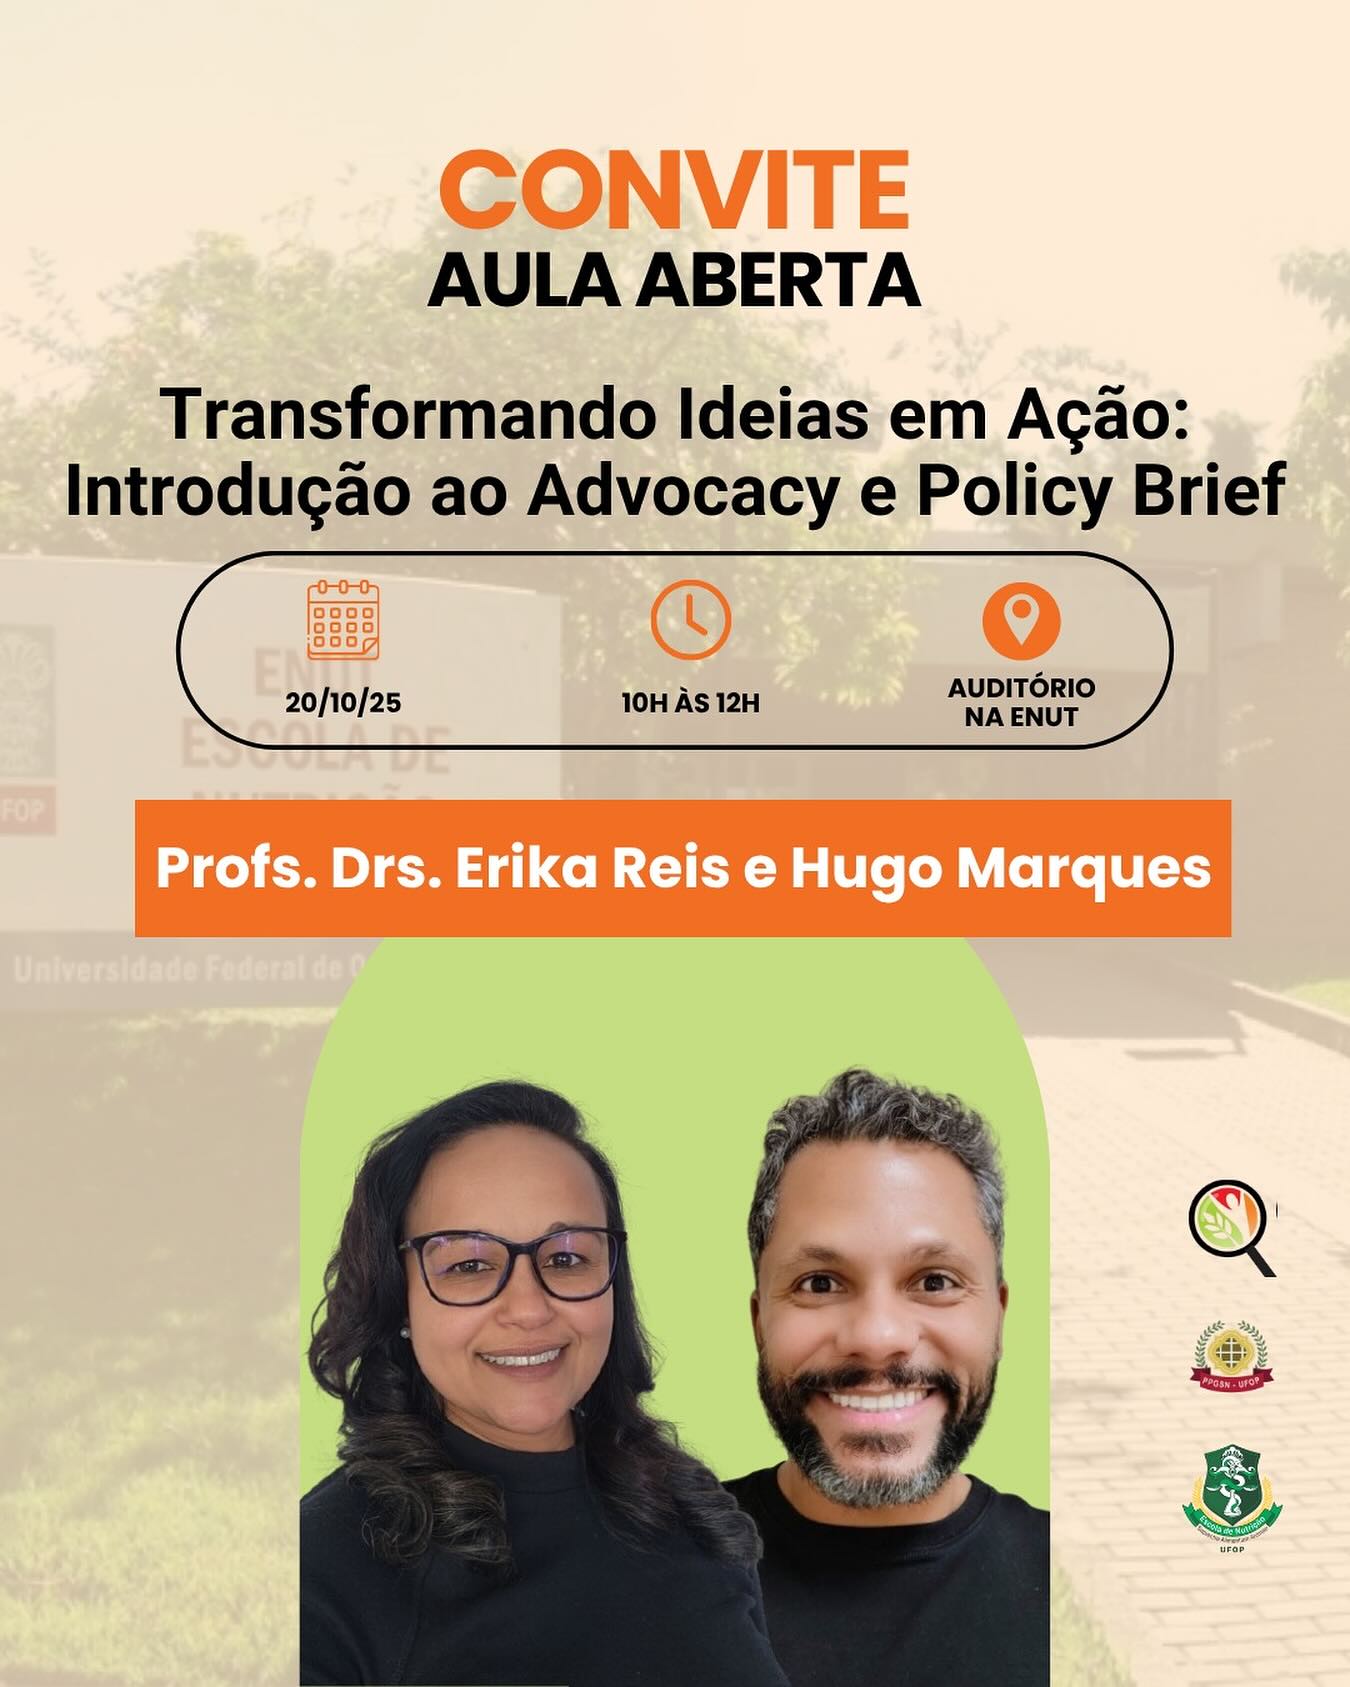 CONVITE
AULA ABERTA
Transformando Ideias em Ação:
Introdução ao Advocacy e Policy Brief
20/10/25
10H ÀS 12H
AUDITÓRIO
NA ENUT
ENUT
ESCOLA DE
NUTRIÇÃO
UFOP
Profs. Drs. Erika Reis e Hugo Marques
Universidade Federal de O
PPGSN - UFOP
Escola de Nutrição
UFOP